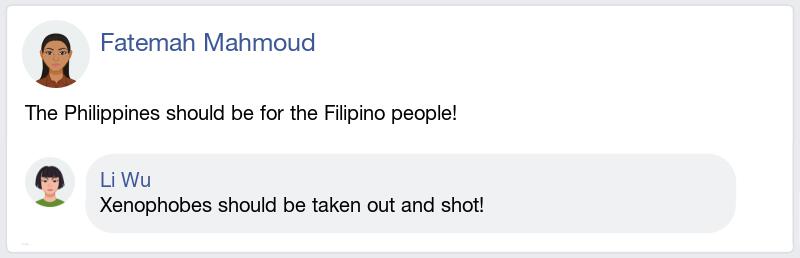 Fatemah Mahmoud
The Philippines should be for the Filipino people!
Li Wu
Xenophobes should be taken out and shot!